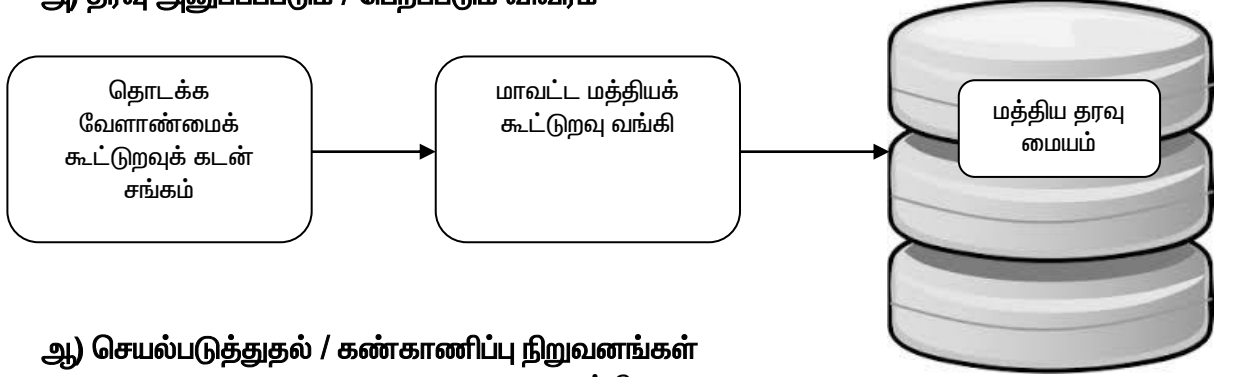 தொடக்க
வேளாண்மைக்
கூட்டுறவுக் கடன்
சங்கம்
மாவட்ட மத்தியக்
கூட்டுறவு வங்கி
மத்திய தரவு
மையம்
ஆ) செயல்படுத்துதல் / கண்காணிப்பு நிறுவனங்கள்